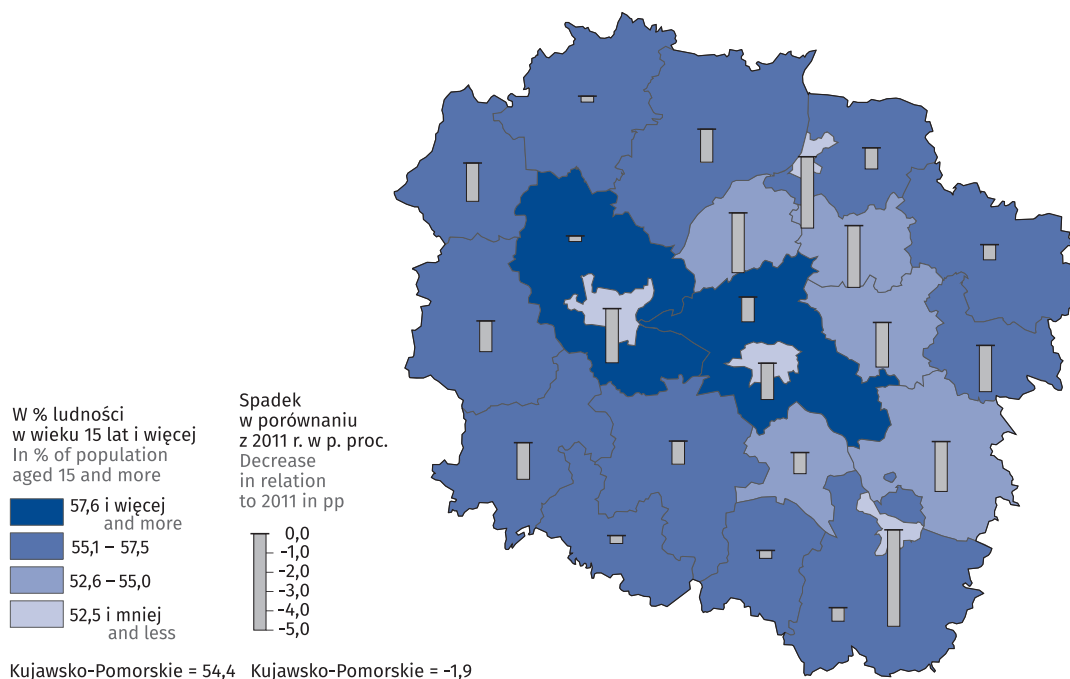 W % ludności
w wieku 15 lat i więcej
In % of population
aged 15 and more
57,6 i więcej
and more
55,1 – 57,5
52,6 – 55,0
52,5 i mniej
and less
Spadek
w porównaniu
z 2011 r. w p. proc.
Decrease
in relation
to 2011 in pp
0,0
-1,0
-2,0
-3,0
-4,0
-5,0
Kujawsko-Pomorskie = 54,4 Kujawsko-Pomorskie = -1,9